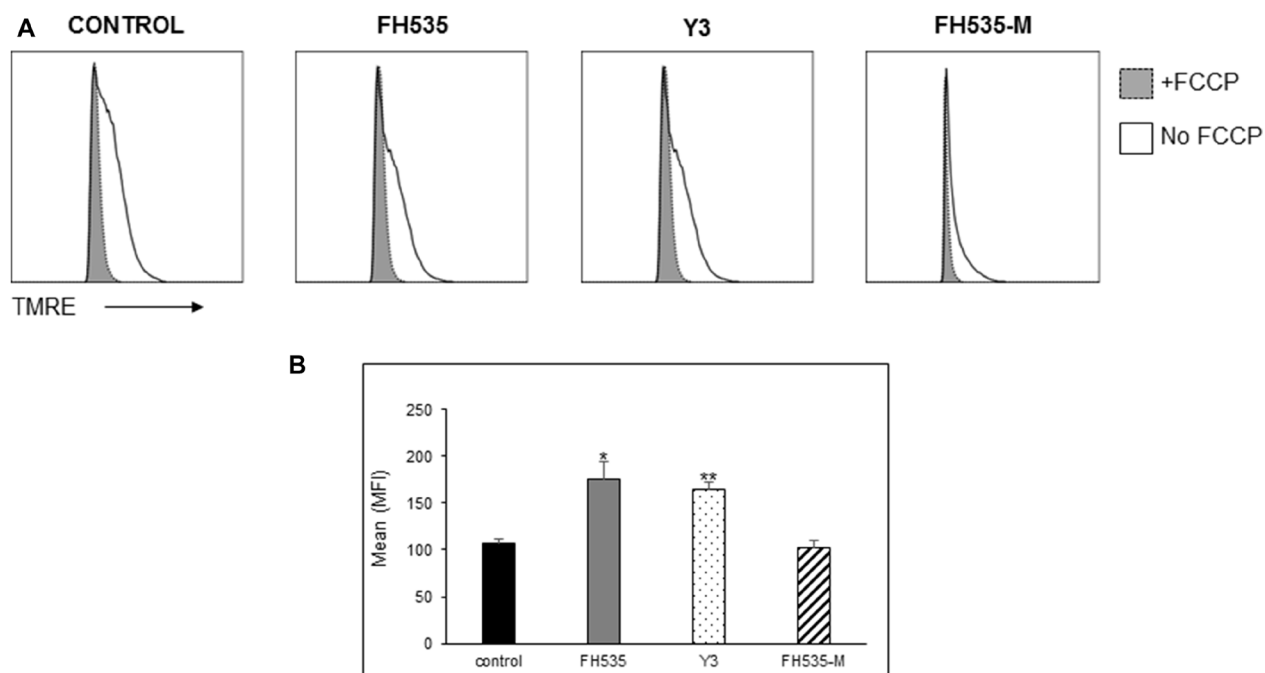 A CONTROL FH535 Y3 FH535-M
+FCCP
No FCCP
TMRE
B
250
200
150
100
50
0
Mean (MFI)
*
**
control FH535 Y3 FH535-M